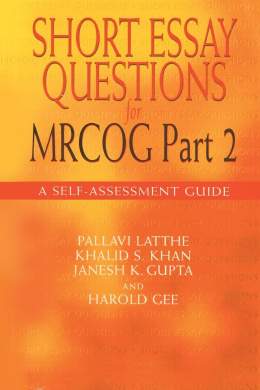 SHORT ESSAY
QUESTIONS
for
MRCOG Part 2
A SELF-ASSESSMENT GUIDE
PALLAVI LATTHE
KHALID S. KHAN
JANESH K. GUPTA
AND
HAROLD GEE